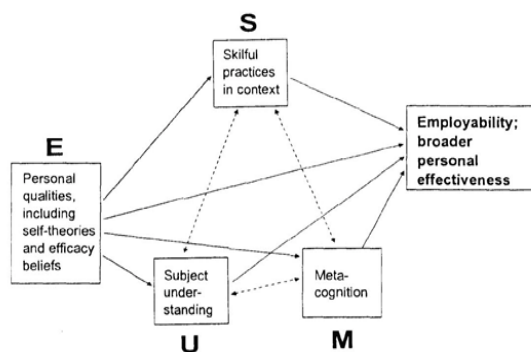 S
Skilful
practices
in context
Employability;
broader
personal
effectiveness
E
Personal
qualities,
including
self-theories
and efficacy
beliefs
Subject
under-
standing
U
Meta-
cognition
M